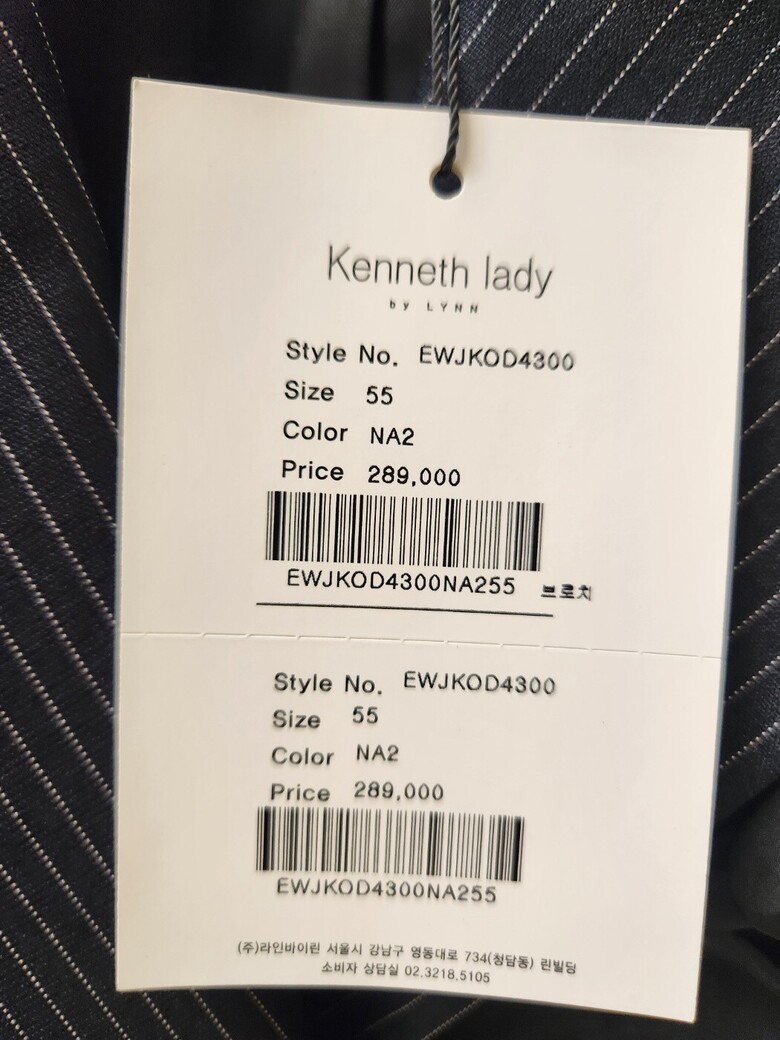 Kenneth lady
by LYNN
Style No. EWJKOD4300
Size 55
Color NA2
Price 289,000
EWJKOD4300NA255 브로치
Style No. EWJKOD4300
Size 55
Color NA2
Price 289,000
EWJKOD4300NA255
(주)라인바이린 서울시 강남구 영동대로 734(청담동) 린빌딩
소비자 상담실 02.3218.5105